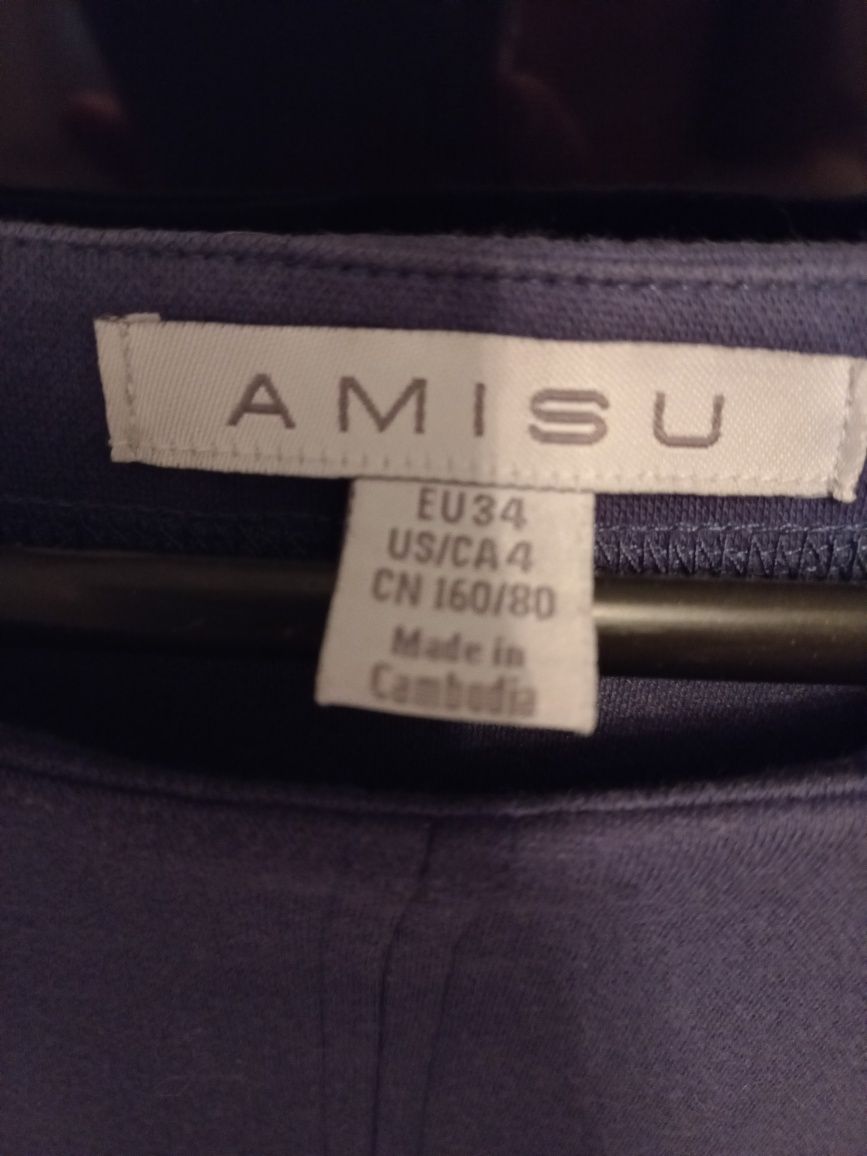 AMISU
EU34
US/CA4
CN 160/80
Made in
Cambodia